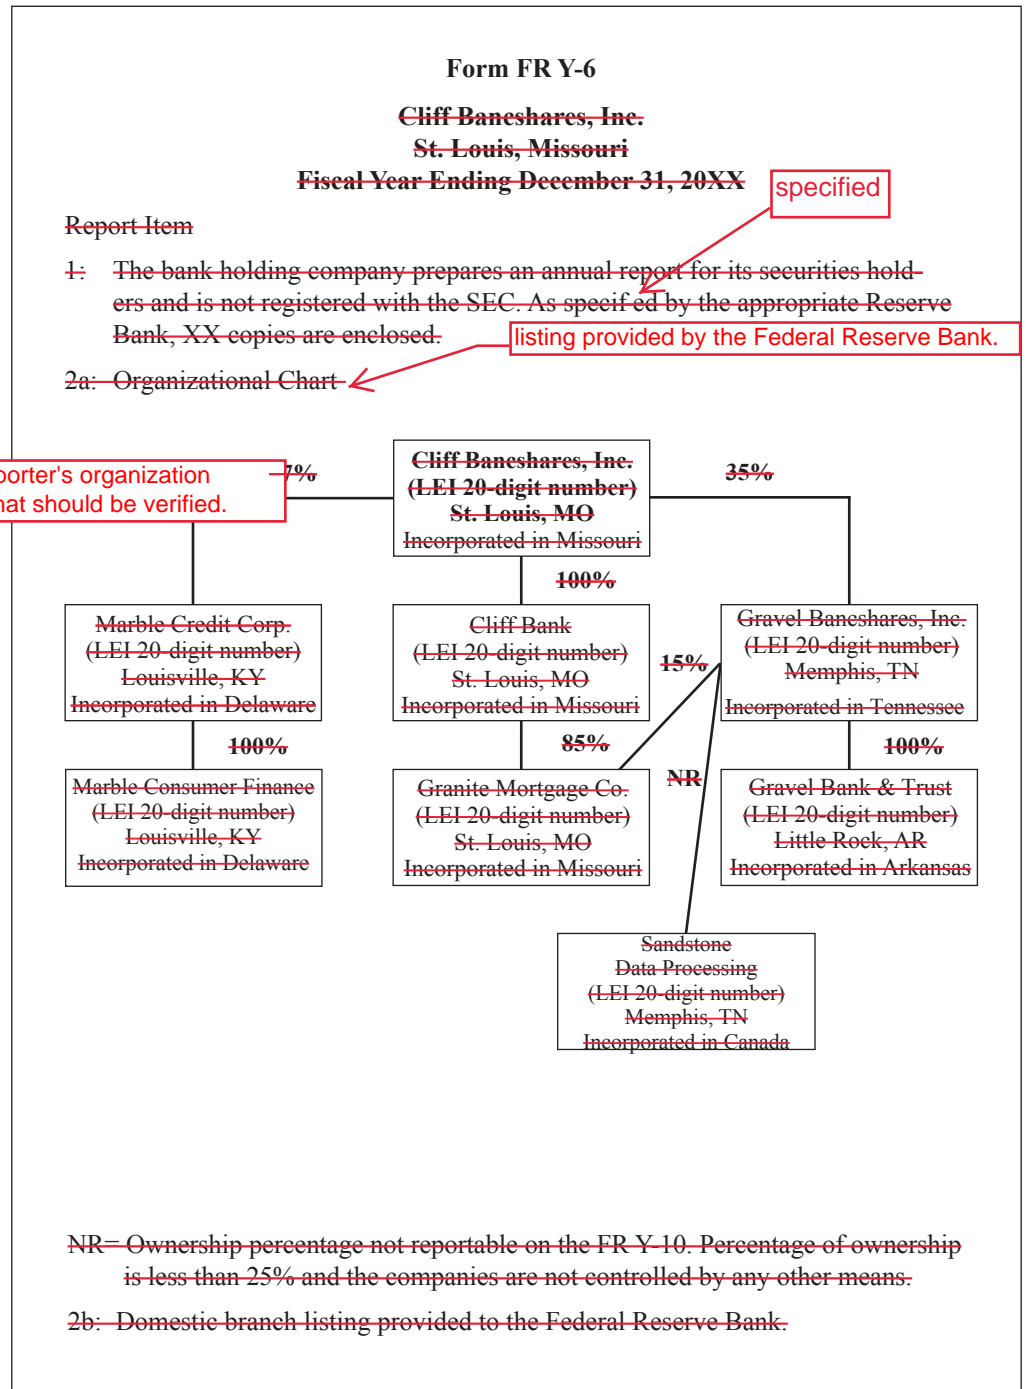 Form FR Y-6
Cliff Bancshares, Inc.
St. Louis, Missouri
Fiscal Year Ending December 31, 20XX
specified
Report Item
1: The bank holding company prepares an annual report for its securities hold-
ers and is not registered with the SEC. As specif ed by the appropriate Reserve
Bank, XX copies are enclosed.
listing provided by the Federal Reserve Bank.
2a: Organizational Chart
porter's organization
hat should be verified.
7%
Cliff Bancshares, Inc.
(LEI 20-digit number)
St. Louis, MO
Incorporated in Missouri
35%
100%
Marble Credit Corp.
(LEI 20-digit number)
Louisville, KY
Incorporated in Delaware
Cliff Bank
(LEI 20-digit number)
St. Louis, MO
Incorporated in Missouri
15%
Gravel Bancshares, Inc.
(LEI 20-digit number)
Memphis, TN
Incorporated in Tennessee
100%
85%
NR
100%
Marble Consumer Finance
(LEI 20-digit number)
Louisville, KY
Incorporated in Delaware
Granite Mortgage Co.
(LEI 20-digit number)
St. Louis, MO
Incorporated in Missouri
Gravel Bank & Trust
(LEI 20-digit number)
Little Rock, AR
Incorporated in Arkansas
Sandstone
Data Processing
(LEI 20-digit number)
Memphis, TN
Incorporated in Canada
NR= Ownership percentage not reportable on the FR Y-10. Percentage of ownership
is less than 25% and the companies are not controlled by any other means.
2b: Domestic branch listing provided to the Federal Reserve Bank.